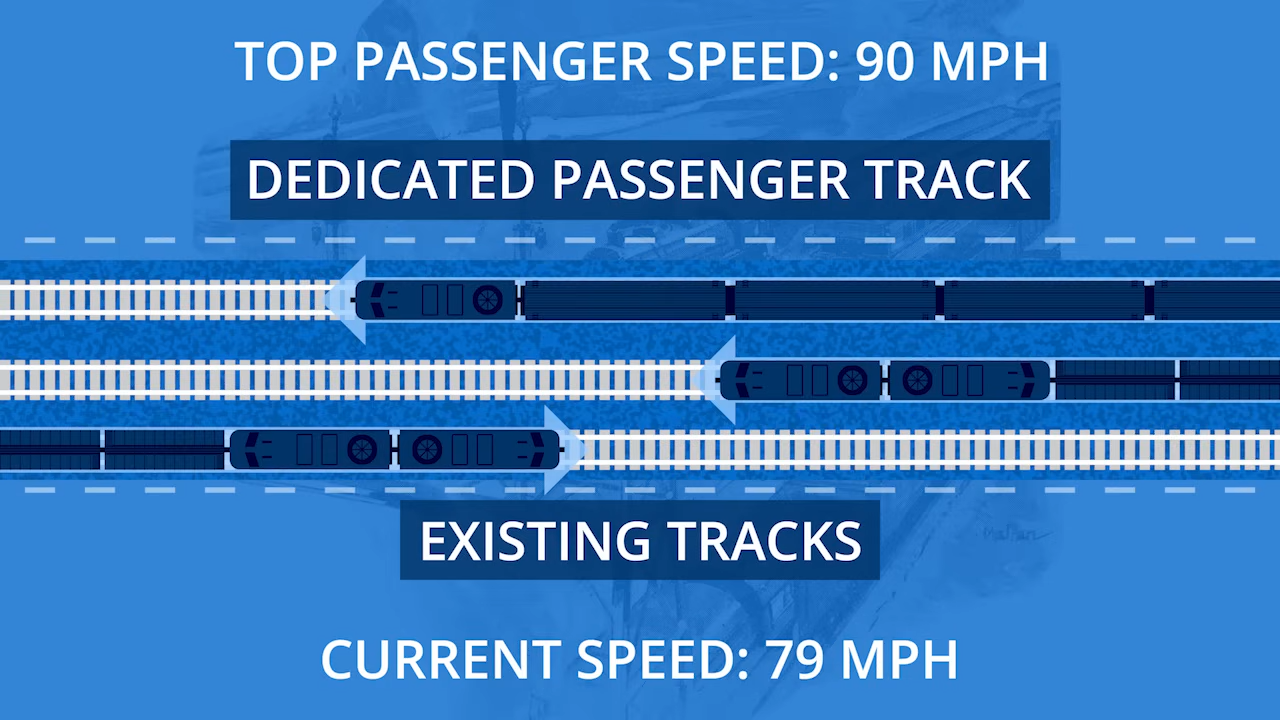 TOP PASSENGER SPEED: 90 MPH
DEDICATED PASSENGER TRACK
EXISTING TRACKS
CURRENT SPEED: 79 MPH